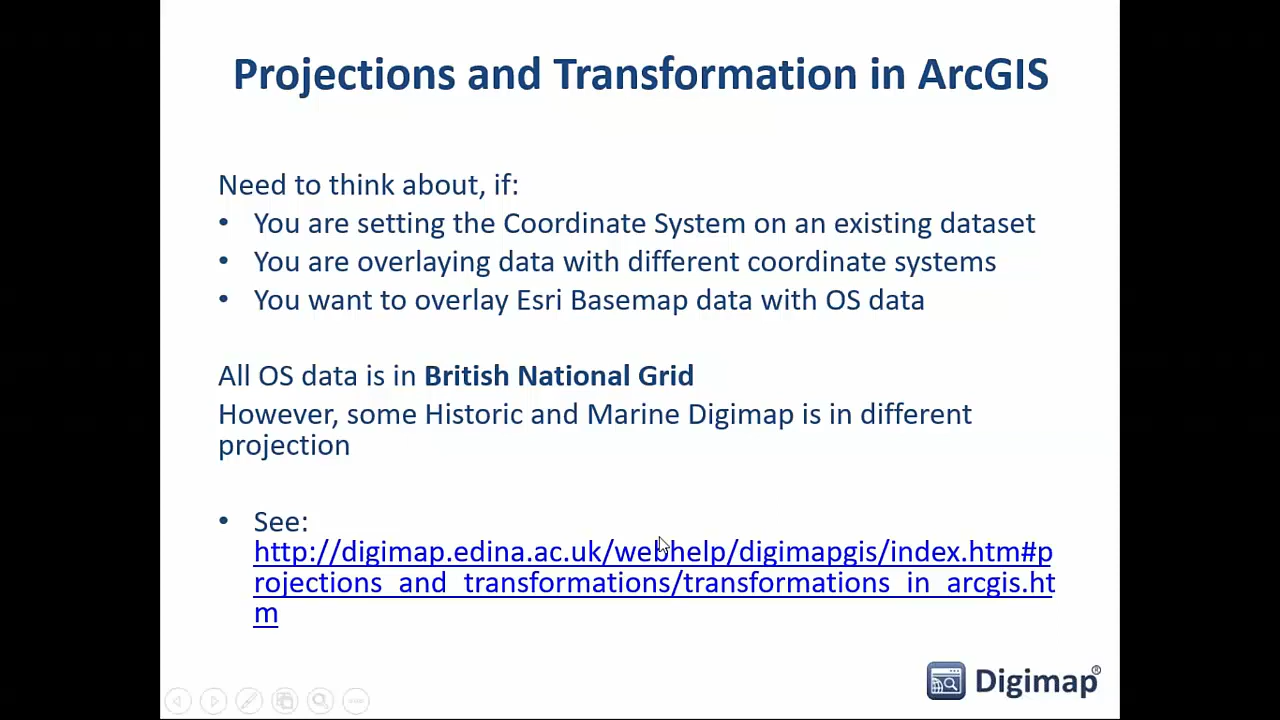 Projections and Transformation in ArcGIS
Need to think about, if:
• You are setting the Coordinate System on an existing dataset
• You are overlaying data with different coordinate systems
• You want to overlay Esri Basemap data with OS data
All OS data is in British National Grid
However, some Historic and Marine Digimap is in different
projection
• See:
http://digimap.edina.ac.uk/webhelp/digimapgis/index.htm#p
rojections_and_transformations/transformations_in_arcgis.ht
m
Digimap®